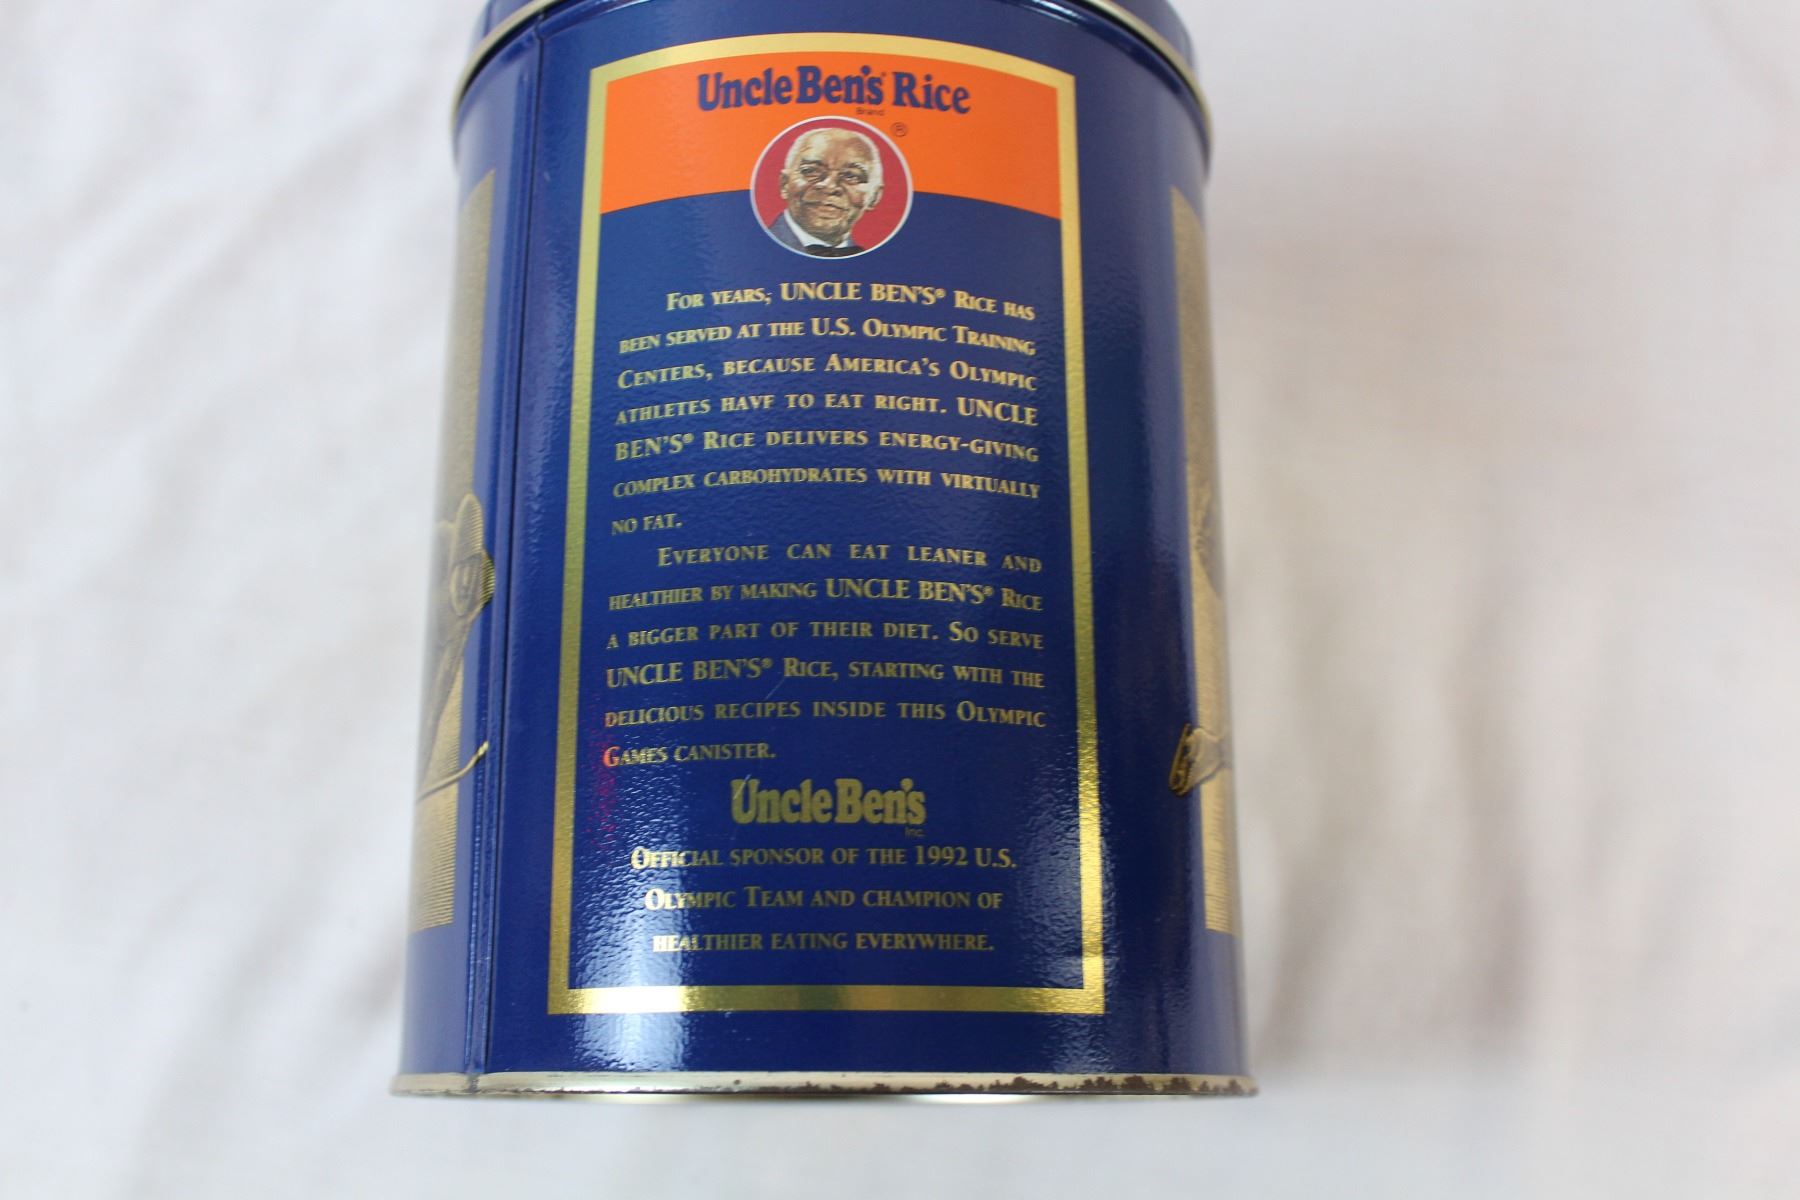 Uncle Ben's Rice
Brand
®
FOR YEARS, UNCLE BEN'S® RICE HAS
BEEN SERVED AT THE U.S. OLYMPIC TRAINING
CENTERS, BECAUSE AMERICA'S OLYMPIC
ATHLETES HAVE TO EAT RIGHT. UNCLE
BEN'S® RICE DELIVERS ENERGY-GIVING
COMPLEX CARBOHYDRATES WITH VIRTUALLY
NO FAT.
EVERYONE CAN EAT LEANER AND
HEALTHIER BY MAKING UNCLE BEN'S® RICE
A BIGGER PART OF THEIR DIET. SO SERVE
UNCLE BEN'S® RICE, STARTING WITH THE
DELICIOUS RECIPES INSIDE THIS OLYMPIC
GAMES CANISTER.
Uncle Ben's
Inc.
OFFICIAL SPONSOR OF THE 1992 U.S.
OLYMPIC TEAM AND CHAMPION OF
HEALTHIER EATING EVERYWHERE.